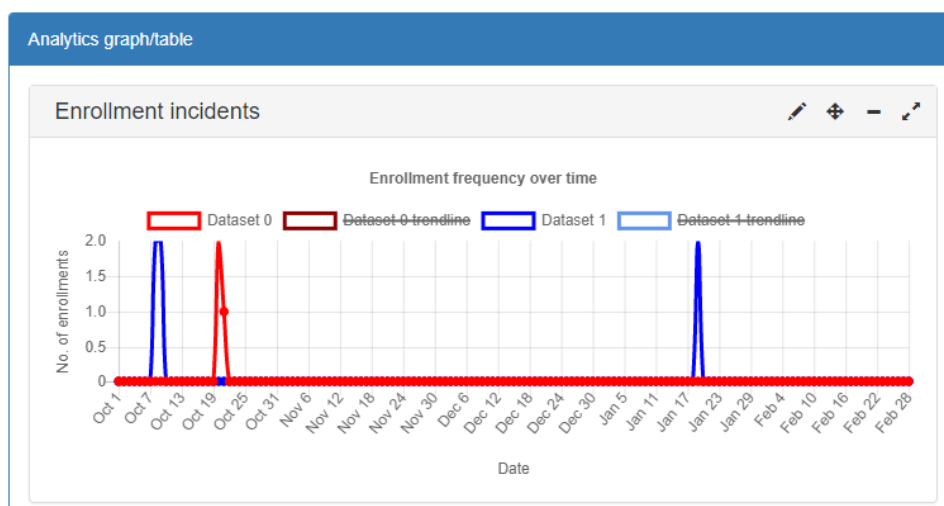 Analytics graph/table
Enrollment incidents
Enrollment frequency over time
Dataset 0 Dataset 0 trendline Dataset 1 Dataset 1 trendline
No. of enrollments
2.0
1.5
1.0
0.5
0
Oct 1 Oct 7 Oct 13 Oct 19 Oct 25 Oct 31 Nov 6 Nov 12 Nov 18 Nov 24 Nov 30 Dec 6 Dec 12 Dec 18 Dec 24 Dec 30 Jan 5 Jan 11 Jan 17 Jan 23 Jan 29 Feb 4 Feb 10 Feb 16 Feb 22 Feb 28
Date